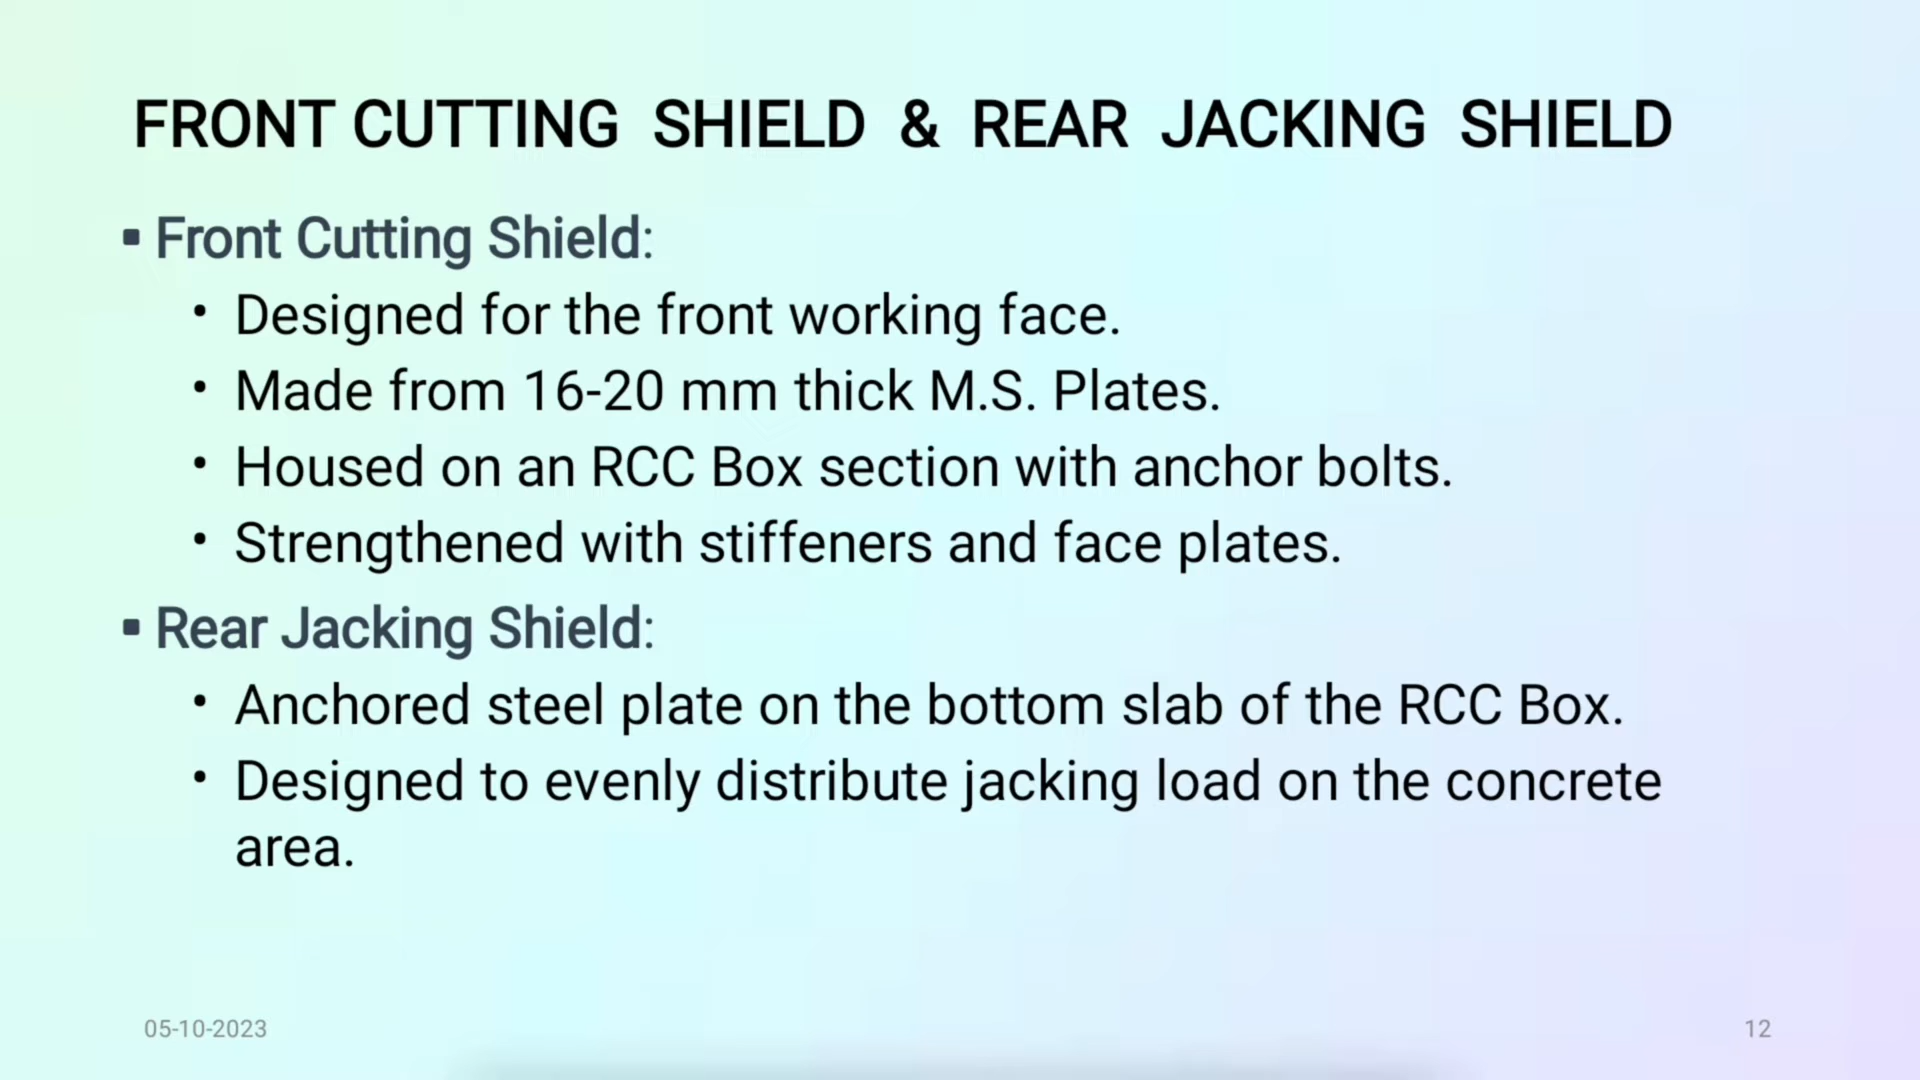 FRONT CUTTING SHIELD & REAR JACKING SHIELD
▪ Front Cutting Shield:
• Designed for the front working face.
• Made from 16-20 mm thick M.S. Plates.
• Housed on an RCC Box section with anchor bolts.
• Strengthened with stiffeners and face plates.
▪ Rear Jacking Shield:
• Anchored steel plate on the bottom slab of the RCC Box.
• Designed to evenly distribute jacking load on the concrete
area.
05-10-2023
12